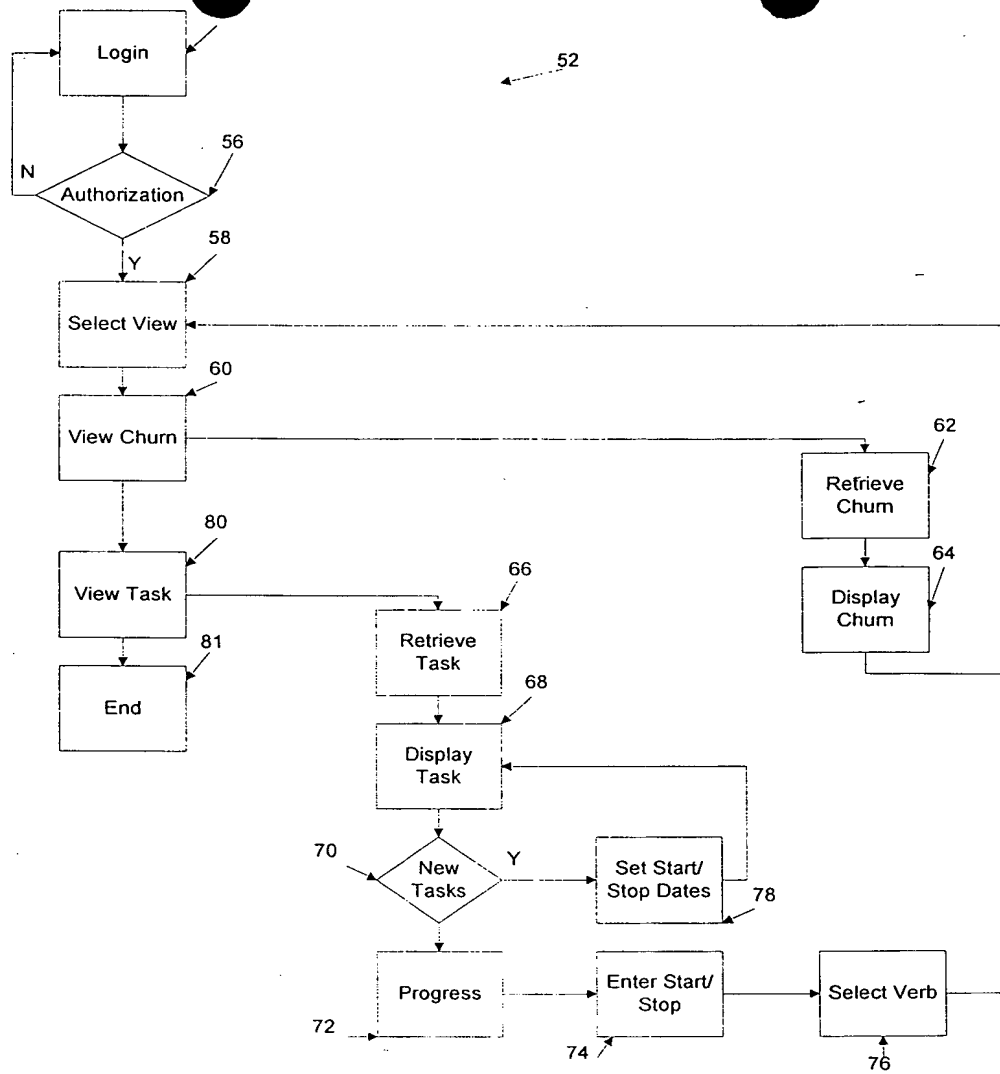 Login
52
56
N
Authorization
58
Y
Select View
60
View Churn
62
Retrieve
Churn
80
64
View Task
66
Display
Churn
Retrieve
Task
81
68
End
Display
Task
70
Y
New
Tasks
Set Start/
Stop Dates
78
Progress
Enter Start/
Stop
Select Verb
72
74
76